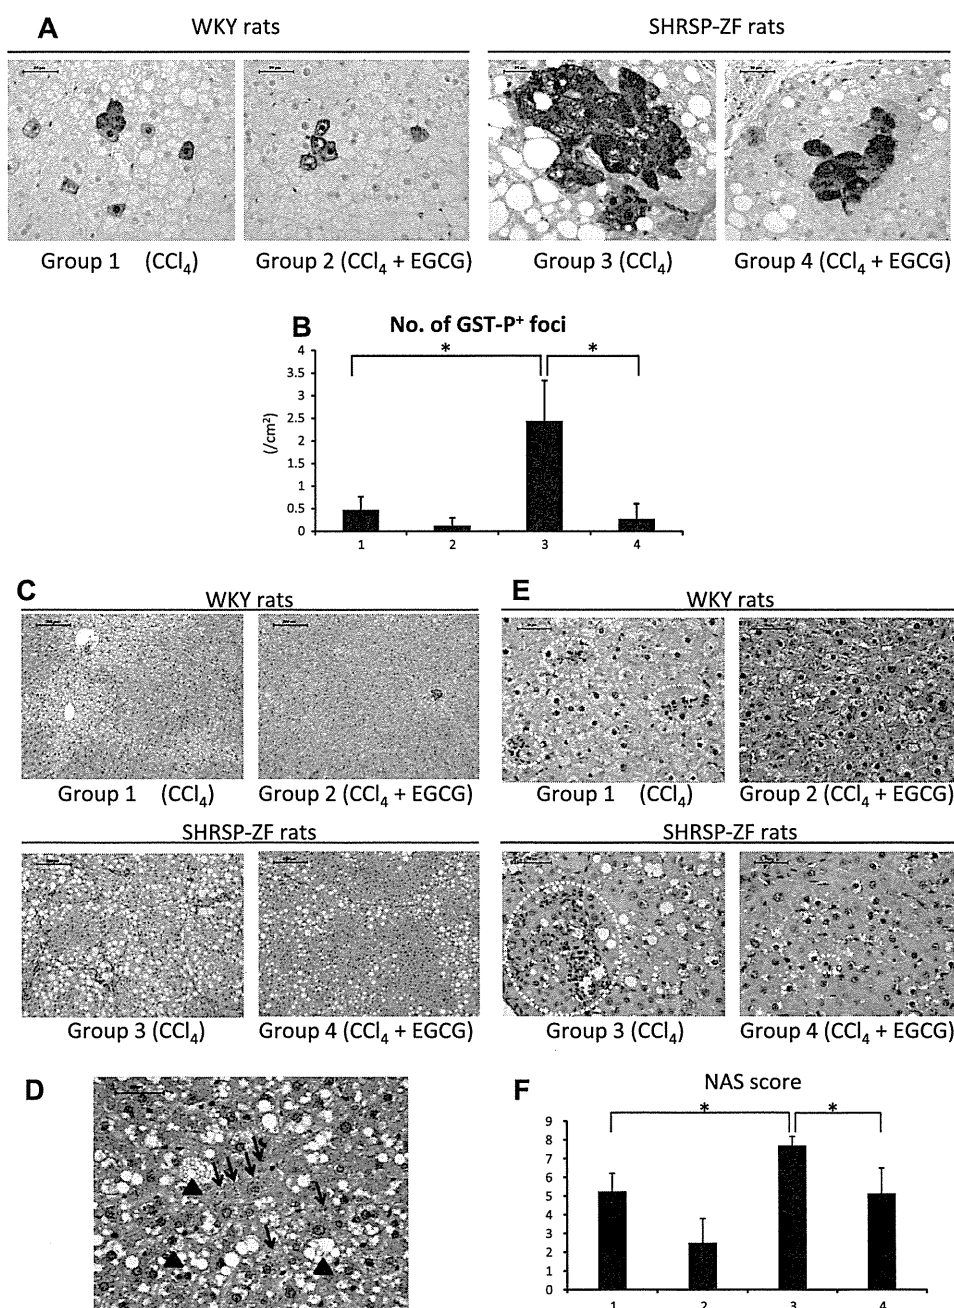 A
WKY rats
SHRSP-ZF rats
Group 1 (CCl4)
Group 2 (CCl4 + EGCG)
Group 3 (CCl4)
Group 4 (CCl4 + EGCG)
B
No. of GST-P+ foci
(/cm²)
4
3.5
3
2.5
2
1.5
1
0.5
0
*
*
1
2
3
4
C
WKY rats
Group 1 (CCl4)
Group 2 (CCl4 + EGCG)
SHRSP-ZF rats
Group 3 (CCl4)
Group 4 (CCl4 + EGCG)
E
WKY rats
Group 1 (CCl4)
Group 2 (CCl4 + EGCG)
SHRSP-ZF rats
Group 3 (CCl4)
Group 4 (CCl4 + EGCG)
D
F
NAS score
9
8
7
6
5
4
3
2
1
0
*
*
1
2
3
4